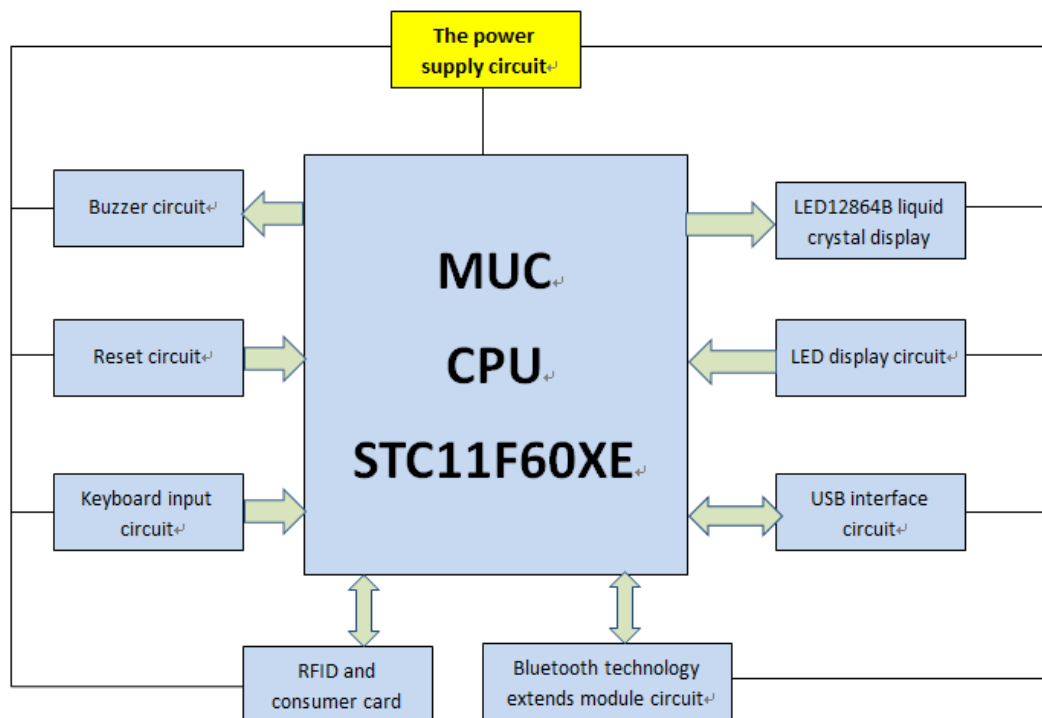 The power
supply circuit↵
Buzzer circuit↵
LED12864B liquid
crystal display
MUC↵
CPU↵
STC11F60XE↵
Reset circuit↵
LED display circuit↵
Keyboard input
circuit↵
USB interface
circuit↵
RFID and
consumer card
Bluetooth technology
extends module circuit↵